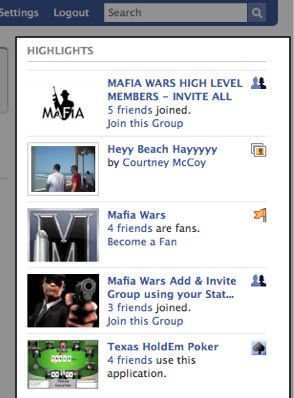 Settings Logout Search
HIGHLIGHTS
MAFIA WARS HIGH LEVEL
MEMBERS – INVITE ALL
5 friends joined.
Join this Group
MAFIA
Heyy Beach Hayyyyy
by Courtney McCoy
Mafia Wars
4 friends are fans.
Become a Fan
Mafia Wars Add & Invite
Group using your Stat...
3 friends joined.
Join this Group
Texas HoldEm Poker
4 friends use this
application.
TEXAS